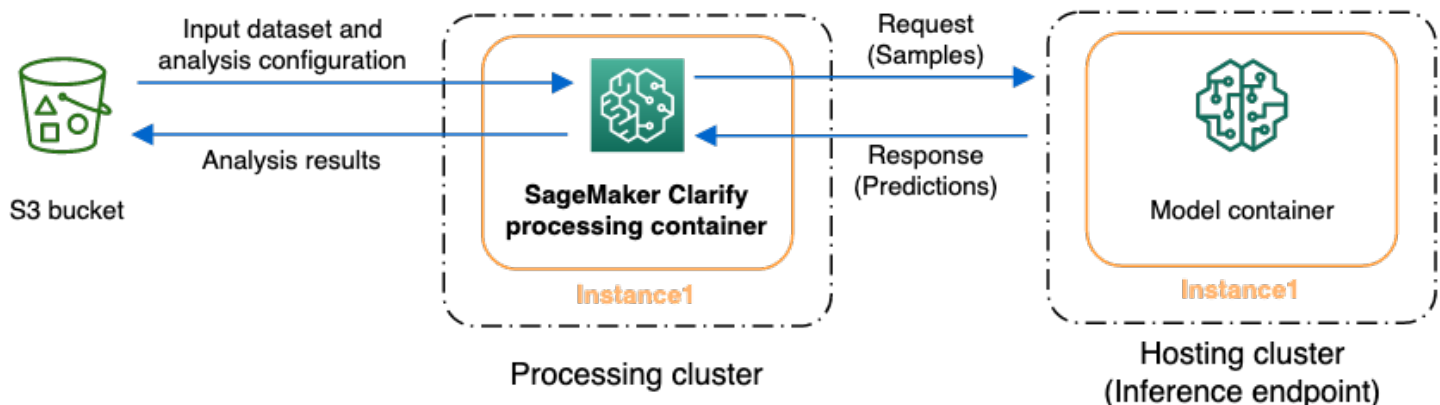 Input dataset and
analysis configuration
Analysis results
S3 bucket
SageMaker Clarify
processing container
Instance1
Processing cluster
Request
(Samples)
Response
(Predictions)
Model container
Instance1
Hosting cluster
(Inference endpoint)